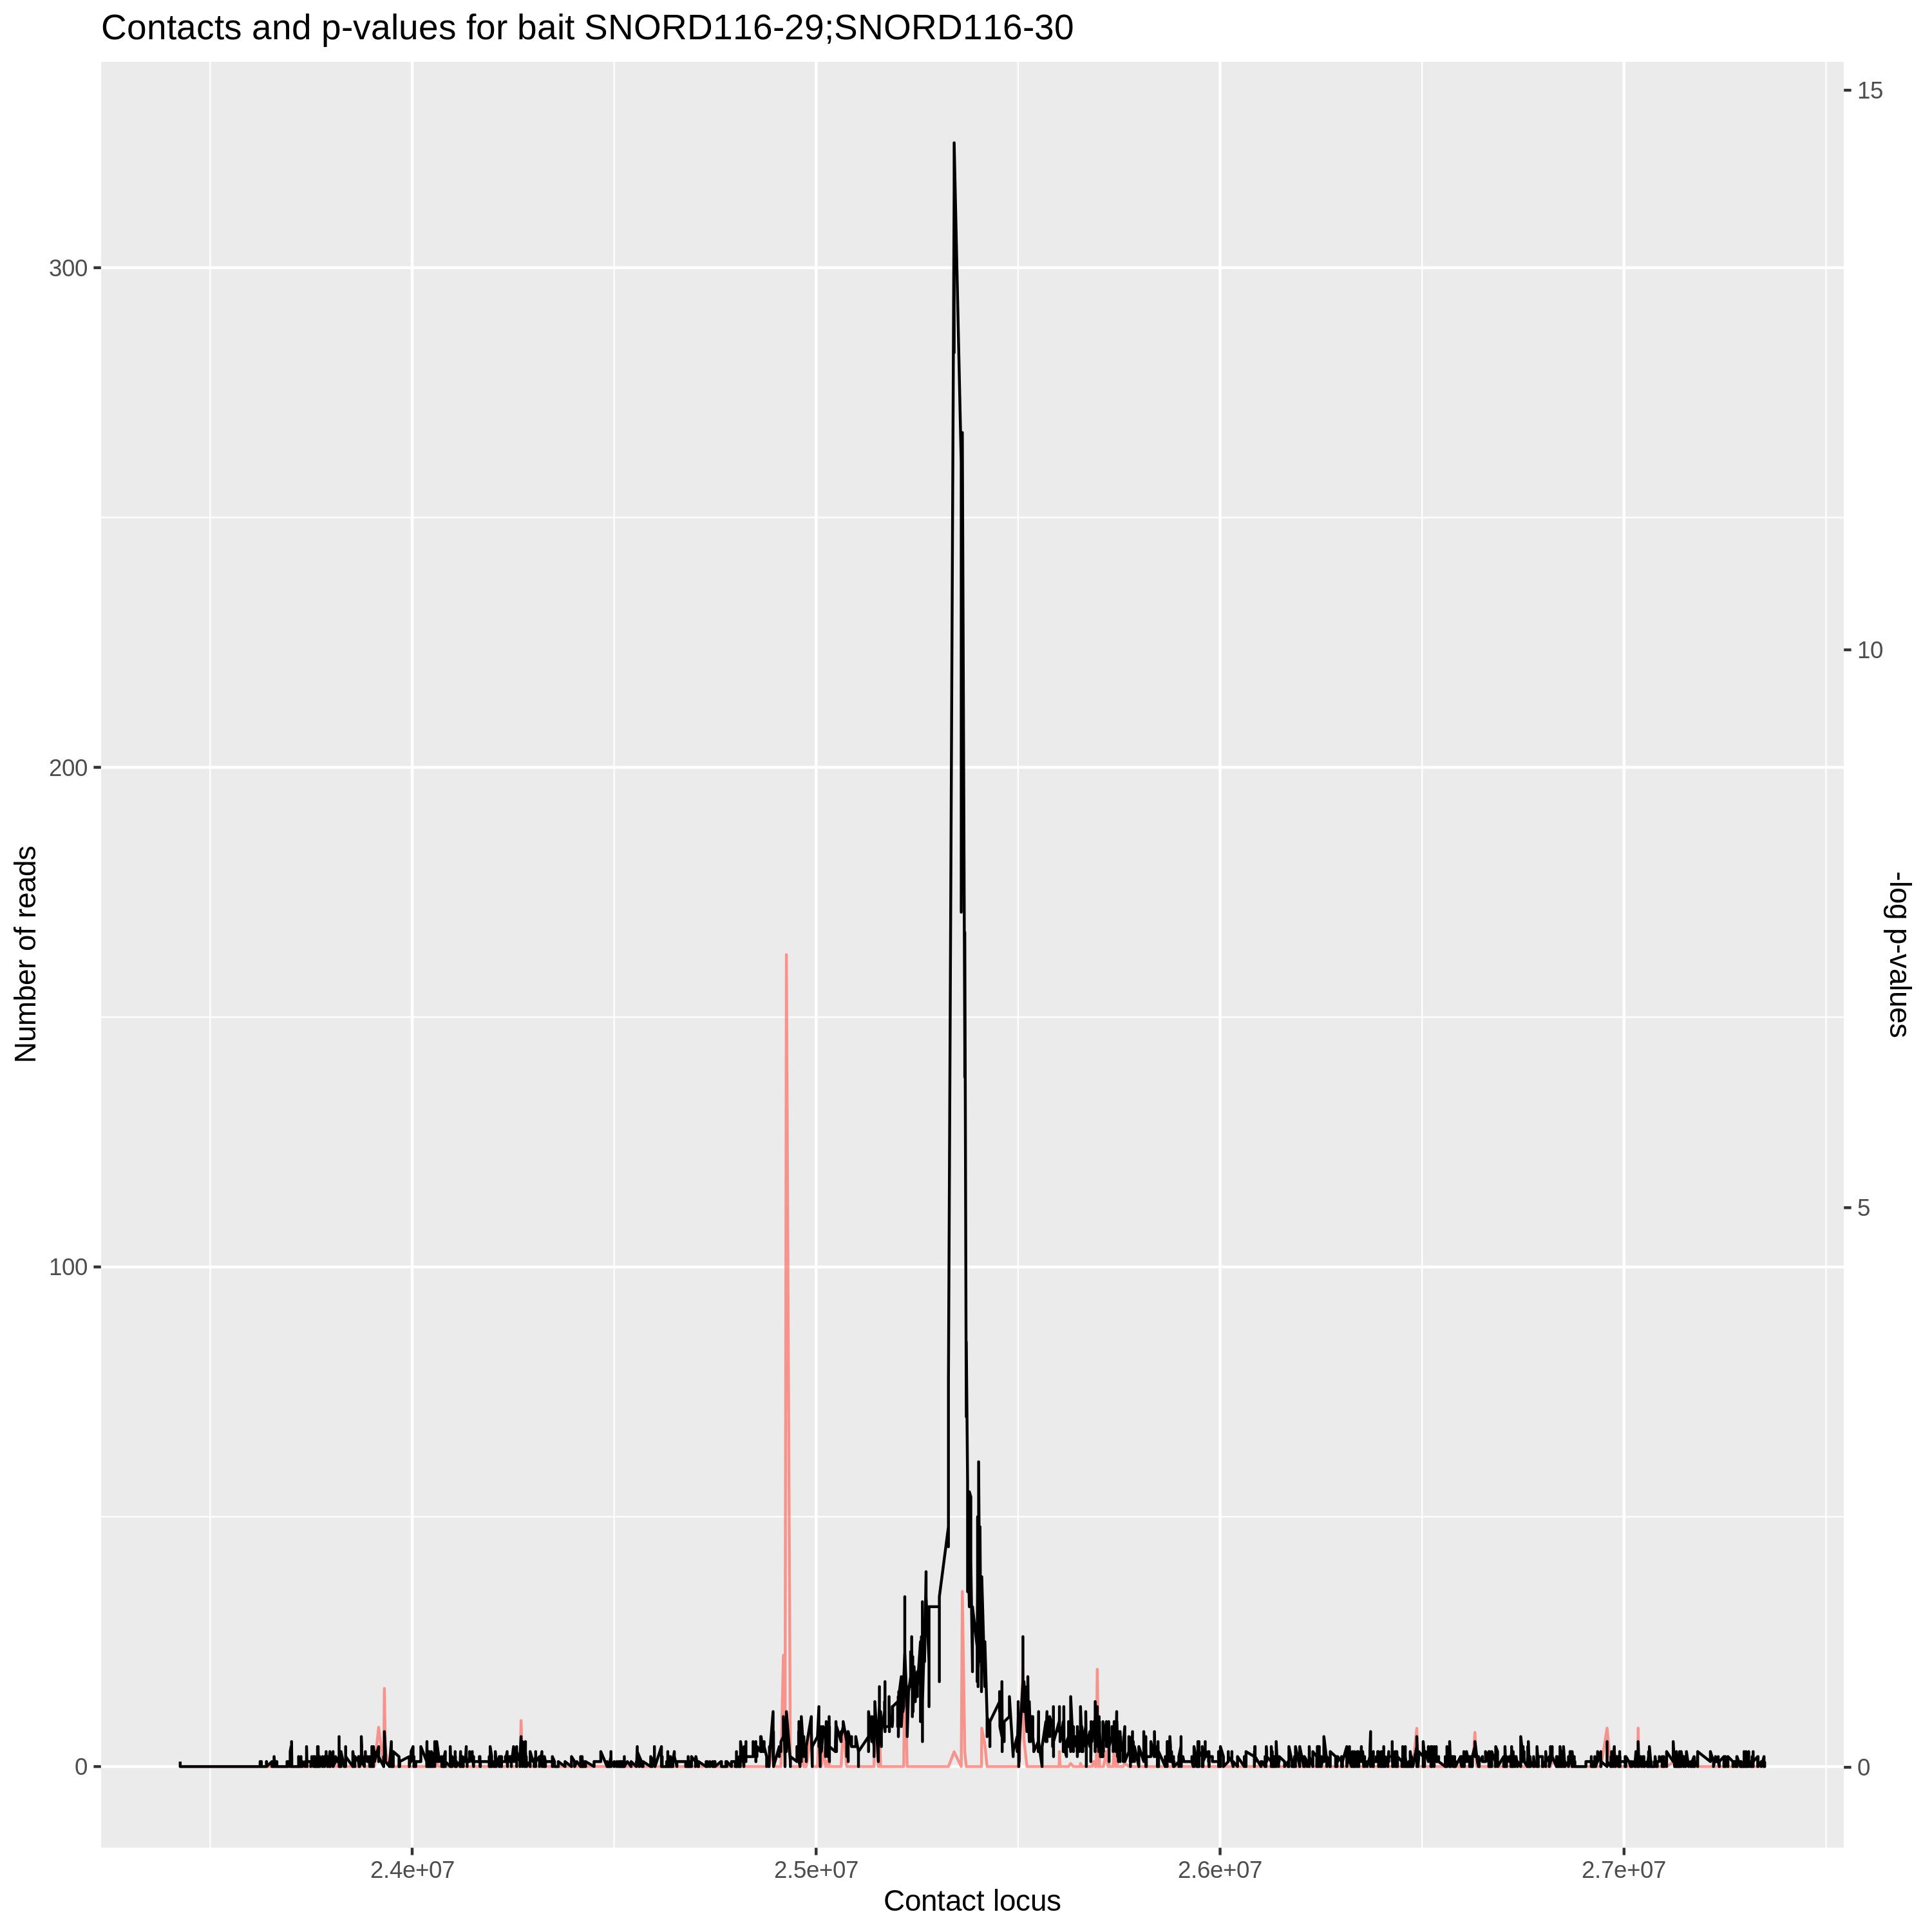 Contacts and p-values for bait SNORD116-29;SNORD116-30
15
300
10
200
Number of reads
-log p-values
5
100
0
0
2.4e+07
2.5e+07
2.6e+07
2.7e+07
Contact locus